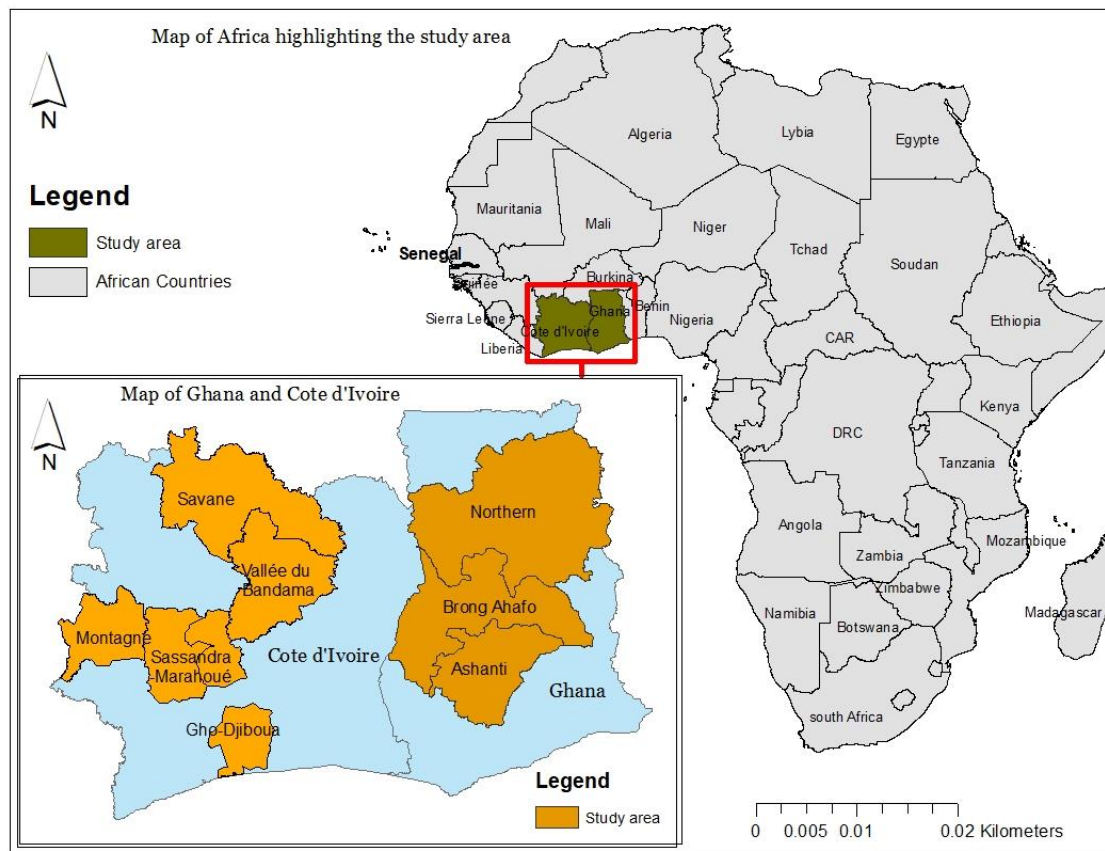 Map of Africa highlighting the study area
N
Legend
Study area
African Countries
Algeria
Lybia
Egypte
Mauritania
Mali
Niger
Tchad
Soudan
Senegal
Guinée
Burkina
Benin
Ghana
Nigeria
Sierra Leone
Cote d'Ivoire
Liberia
Ethiopia
CAR
Kenya
DRC
Tanzania
Angola
Zambia
Mozambique
Zimbabwe
Namibia
Botswana
Madagascar
south Africa
0 0.005 0.01 0.02 Kilometers
Map of Ghana and Cote d'Ivoire
N
Savane
Northern
Vallée du
Bandama
Brong Ahafo
Montagne
Sassandra
-Marahoué
Cote d'Ivoire
Ashanti
Ghana
Gho-Djiboua
Legend
Study area